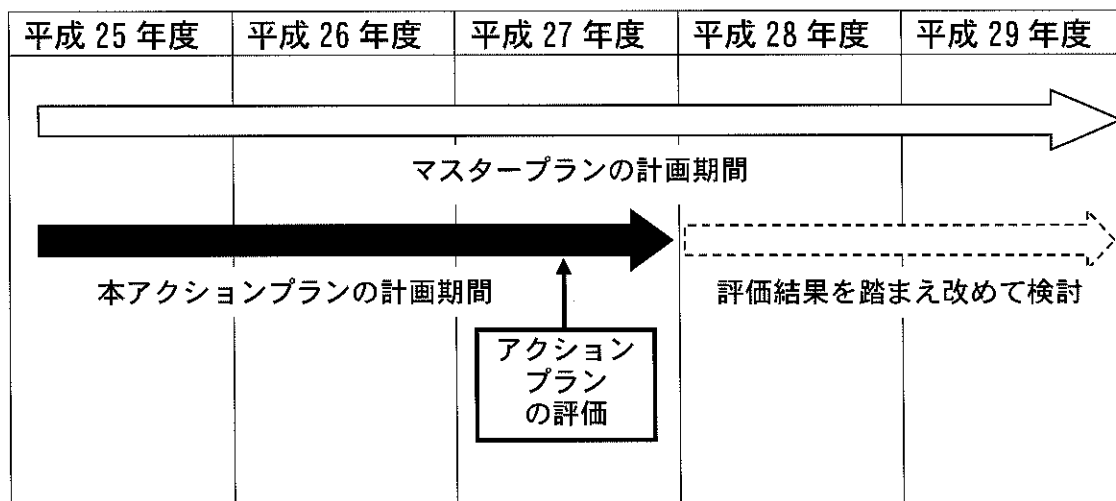 平成 25 年度
平成 26 年度
平成 27 年度
平成 28 年度
平成 29 年度
マスタープランの計画期間
本アクションプランの計画期間
評価結果を踏まえ改めて検討
アクション
プラン
の評価